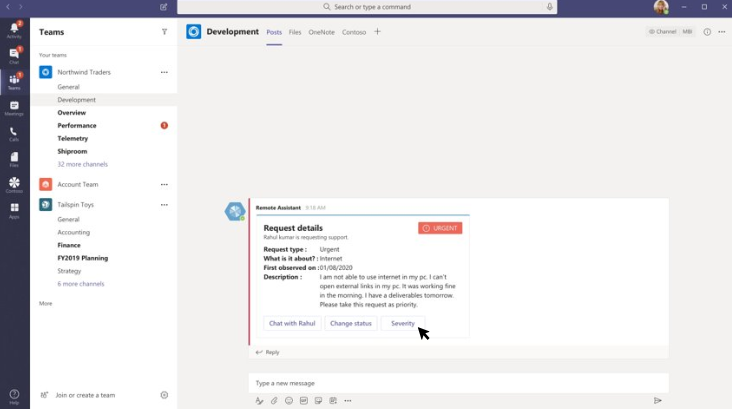 Search or type a command
Activity
Chat
Teams
Meetings
Calls
Files
Contoso
Apps
Help
Teams
Your teams
Northwind Traders
General
Development
Overview
Performance
Telemetry
Shiproom
32 more channels
Account Team
Tailspin Toys
General
Accounting
Finance
FY2019 Planning
Strategy
6 more channels
More
Join or create a team
Development Posts Files OneNote Contoso
Channel MBI
Remote Assistant 9:18 AM
Request details
URGENT
Rahul kumar is requesting support
Request type : Urgent
What is it about? : Internet
First observed on : 01/08/2020
Description : I am not able to use internet in my pc. I can't
open external links in my pc. It was working fine
in the morning. I have a deliverables tomorrow.
Please take this request as priority.
Chat with Rahul Change status Severity
Reply
Type a new message